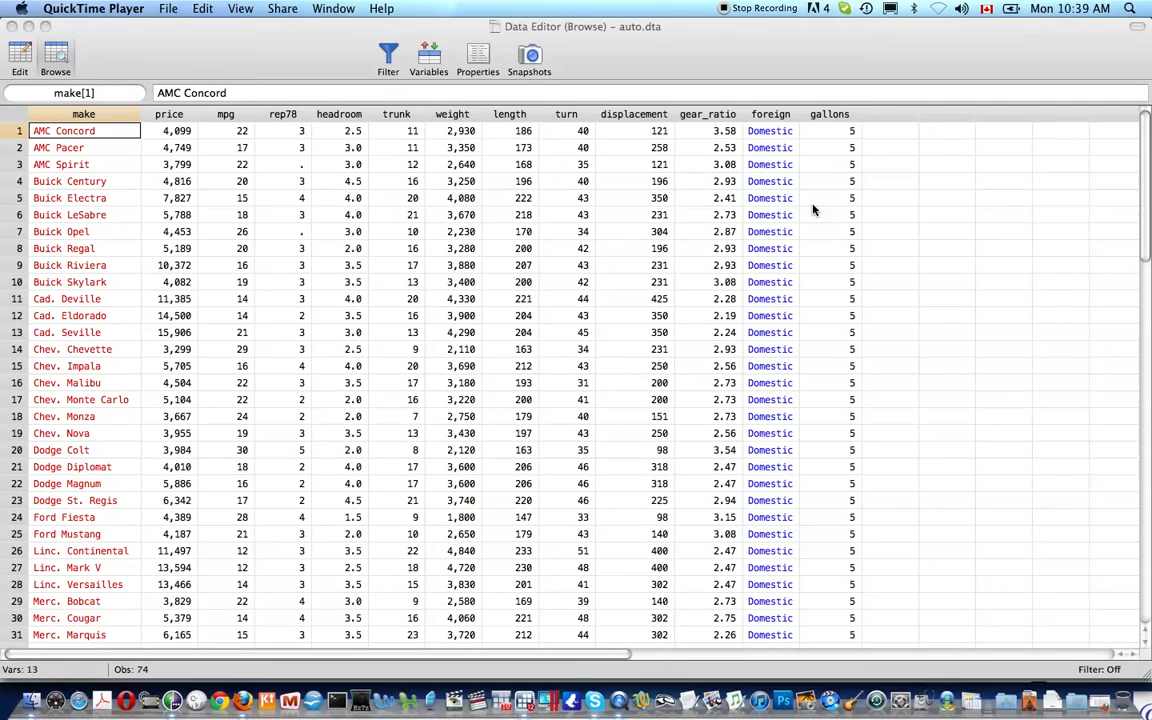 QuickTime Player File Edit View Share Window Help Stop Recording 4 Mon 10:39 AM
Data Editor (Browse) – auto.dta
Edit Browse Filter Variables Properties Snapshots
make[1] AMC Concord
make price mpg rep78 headroom trunk weight length turn displacement gear_ratio foreign gallons
1 AMC Concord 4,099 22 3 2.5 11 2,930 186 40 121 3.58 Domestic 5
2 AMC Pacer 4,749 17 3 3.0 11 3,350 173 40 258 2.53 Domestic 5
3 AMC Spirit 3,799 22 . 3.0 12 2,640 168 35 121 3.08 Domestic 5
4 Buick Century 4,816 20 3 4.5 16 3,250 196 40 196 2.93 Domestic 5
5 Buick Electra 7,827 15 4 4.0 20 4,080 222 43 350 2.41 Domestic 5
6 Buick LeSabre 5,788 18 3 4.0 21 3,670 218 43 231 2.73 Domestic 5
7 Buick Opel 4,453 26 . 3.0 10 2,230 170 34 304 2.87 Domestic 5
8 Buick Regal 5,189 20 3 2.0 16 3,280 200 42 196 2.93 Domestic 5
9 Buick Riviera 10,372 16 3 3.5 17 3,880 207 43 231 2.93 Domestic 5
10 Buick Skylark 4,082 19 3 3.5 13 3,400 200 42 231 3.08 Domestic 5
11 Cad. Deville 11,385 14 3 4.0 20 4,330 221 44 425 2.28 Domestic 5
12 Cad. Eldorado 14,500 14 2 3.5 16 3,900 204 43 350 2.19 Domestic 5
13 Cad. Seville 15,906 21 3 3.0 13 4,290 204 45 350 2.24 Domestic 5
14 Chev. Chevette 3,299 29 3 2.5 9 2,110 163 34 231 2.93 Domestic 5
15 Chev. Impala 5,705 16 4 4.0 20 3,690 212 43 250 2.56 Domestic 5
16 Chev. Malibu 4,504 22 3 3.5 17 3,180 193 31 200 2.73 Domestic 5
17 Chev. Monte Carlo 5,104 22 2 2.0 16 3,220 200 41 200 2.73 Domestic 5
18 Chev. Monza 3,667 24 2 2.0 7 2,750 179 40 151 2.73 Domestic 5
19 Chev. Nova 3,955 19 3 3.5 13 3,430 197 43 250 2.56 Domestic 5
20 Dodge Colt 3,984 30 5 2.0 8 2,120 163 35 98 3.54 Domestic 5
21 Dodge Diplomat 4,010 18 2 4.0 17 3,600 206 46 318 2.47 Domestic 5
22 Dodge Magnum 5,886 16 2 4.0 17 3,600 206 46 318 2.47 Domestic 5
23 Dodge St. Regis 6,342 17 2 4.5 21 3,740 220 46 225 2.94 Domestic 5
24 Ford Fiesta 4,389 28 4 1.5 9 1,800 147 33 98 3.15 Domestic 5
25 Ford Mustang 4,187 21 3 2.0 10 2,650 179 43 140 3.08 Domestic 5
26 Linc. Continental 11,497 12 3 3.5 22 4,840 233 51 400 2.47 Domestic 5
27 Linc. Mark V 13,594 12 3 2.5 18 4,720 230 48 400 2.47 Domestic 5
28 Linc. Versailles 13,466 14 3 3.5 15 3,830 201 41 302 2.47 Domestic 5
29 Merc. Bobcat 3,829 22 4 3.0 9 2,580 169 39 140 2.73 Domestic 5
30 Merc. Cougar 5,379 14 4 3.5 16 4,060 221 48 302 2.75 Domestic 5
31 Merc. Marquis 6,165 15 3 3.5 23 3,720 212 44 302 2.26 Domestic 5
Vars: 13 Obs: 74 Filter: Off